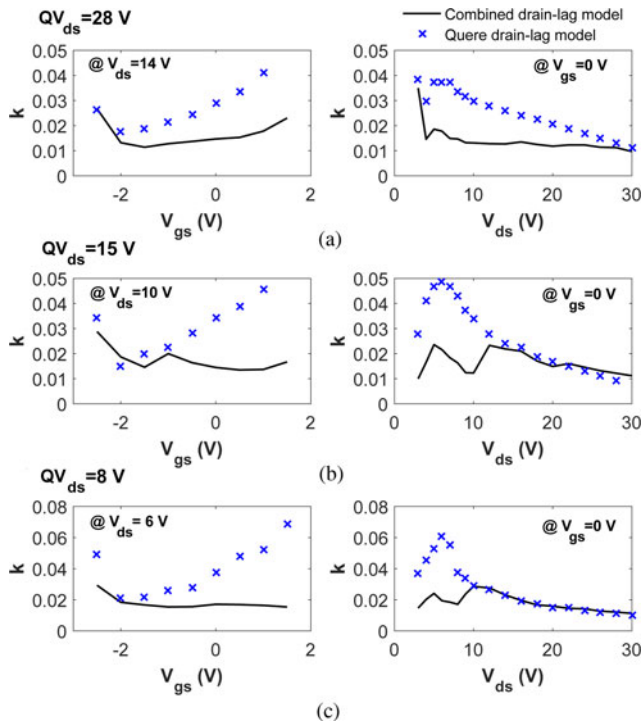 QVds=28 V
Combined drain-lag model
Quere drain-lag model
0.05
0.04
0.03
0.02
0.01
0
k
@ Vds=14 V
-2
0
2
Vgs (V)
0.05
0.04
0.03
0.02
0.01
0
@ Vgs=0 V
0
10
20
30
Vds (V)
(a)
QVds=15 V
0.05
0.04
0.03
0.02
0.01
0
k
@ Vds=10 V
-2
0
2
Vgs (V)
0.05
0.04
0.03
0.02
0.01
0
@ Vgs=0 V
0
10
20
30
Vds (V)
(b)
QVds=8 V
0.08
0.06
0.04
0.02
0
k
@ Vds= 6 V
-2
0
2
Vgs (V)
0.08
0.06
0.04
0.02
0
@ Vgs=0 V
0
10
20
30
Vds (V)
(c)